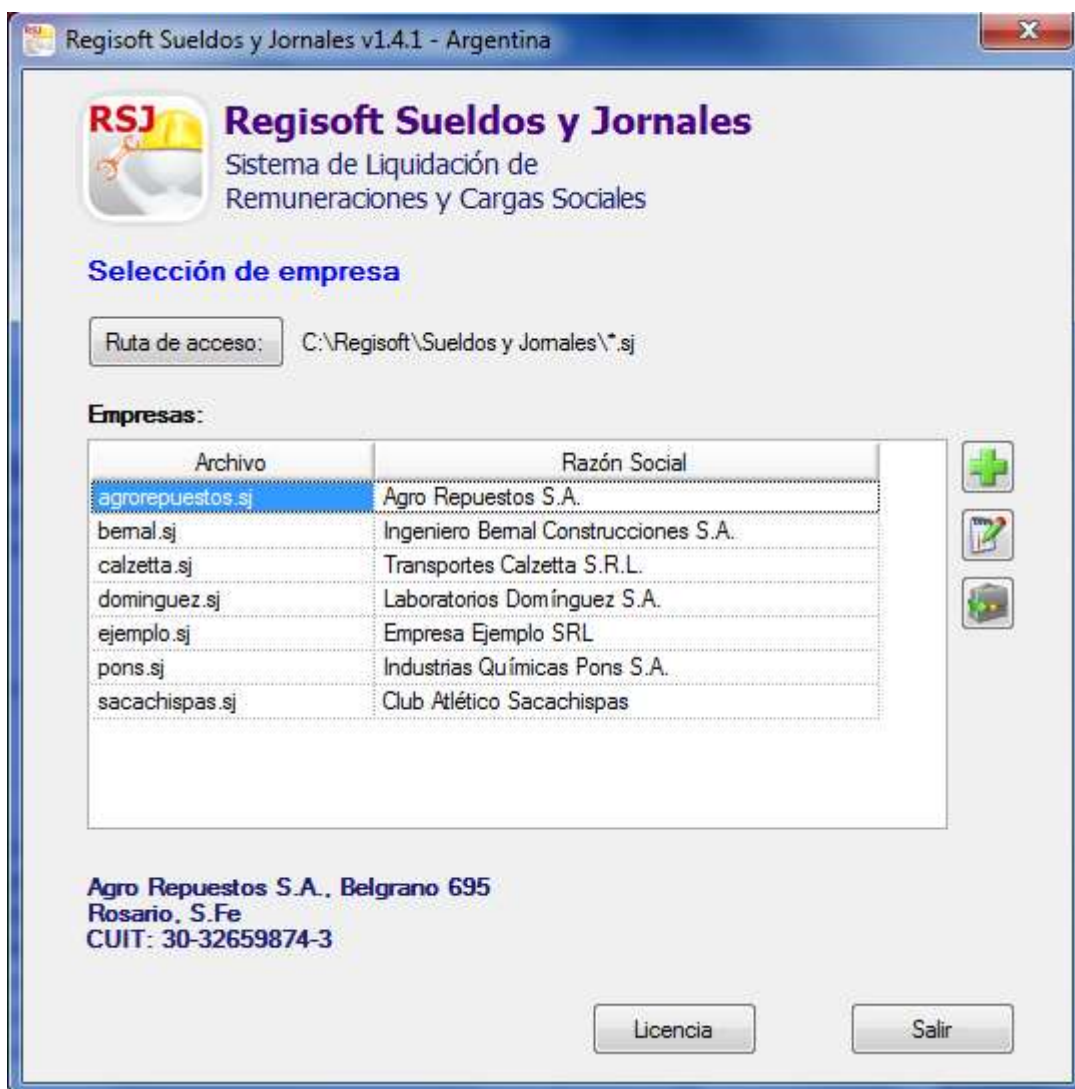 Regisoft Sueldos y Jornales v1.4.1 - Argentina
RSJ
Regisoft Sueldos y Jornales
Sistema de Liquidación de
Remuneraciones y Cargas Sociales
Selección de empresa
Ruta de acceso: C:\Regisoft\Sueldos y Jornales\*.sj
Empresas:
Archivo Razón Social
agrorepuestos.sj Agro Repuestos S.A.
bernal.sj Ingeniero Bernal Construcciones S.A.
calzetta.sj Transportes Calzetta S.R.L.
dominguez.sj Laboratorios Domínguez S.A.
ejemplo.sj Empresa Ejemplo SRL
pons.sj Industrias Químicas Pons S.A.
sacachispas.sj Club Atlético Sacachispas
Agro Repuestos S.A., Belgrano 695
Rosario, S.Fe
CUIT: 30-32659874-3
Licencia Salir